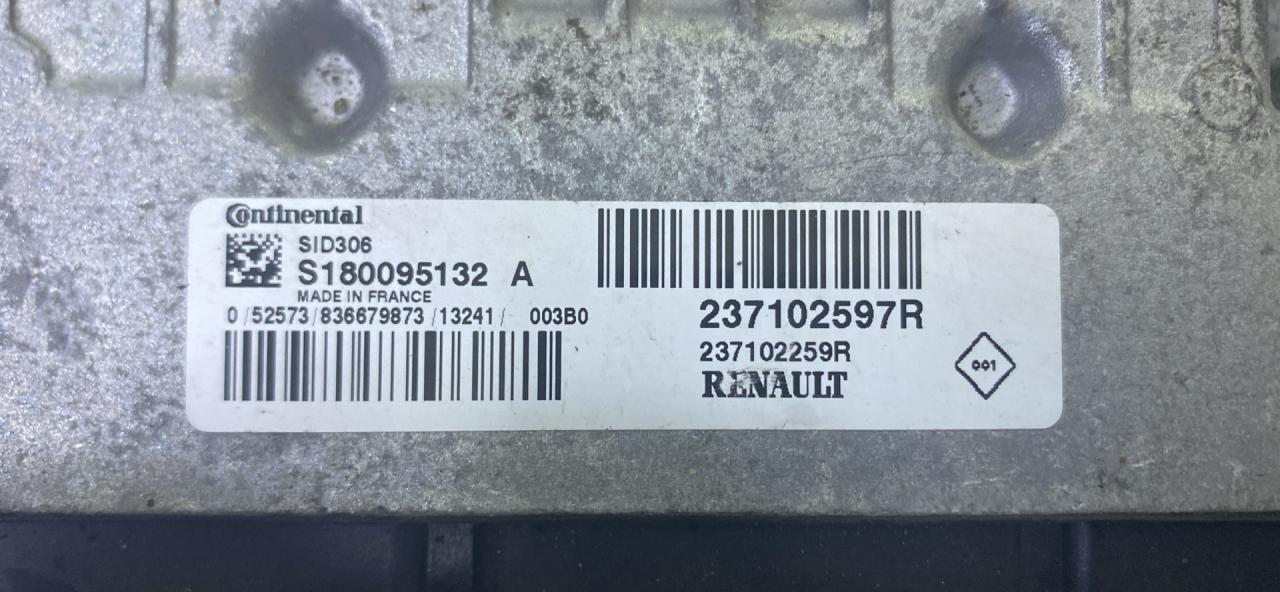 Continental
SID306
S180095132 A
MADE IN FRANCE
0/52573/836679873/13241/ 003B0
237102597R
237102259R
RENAULT
001